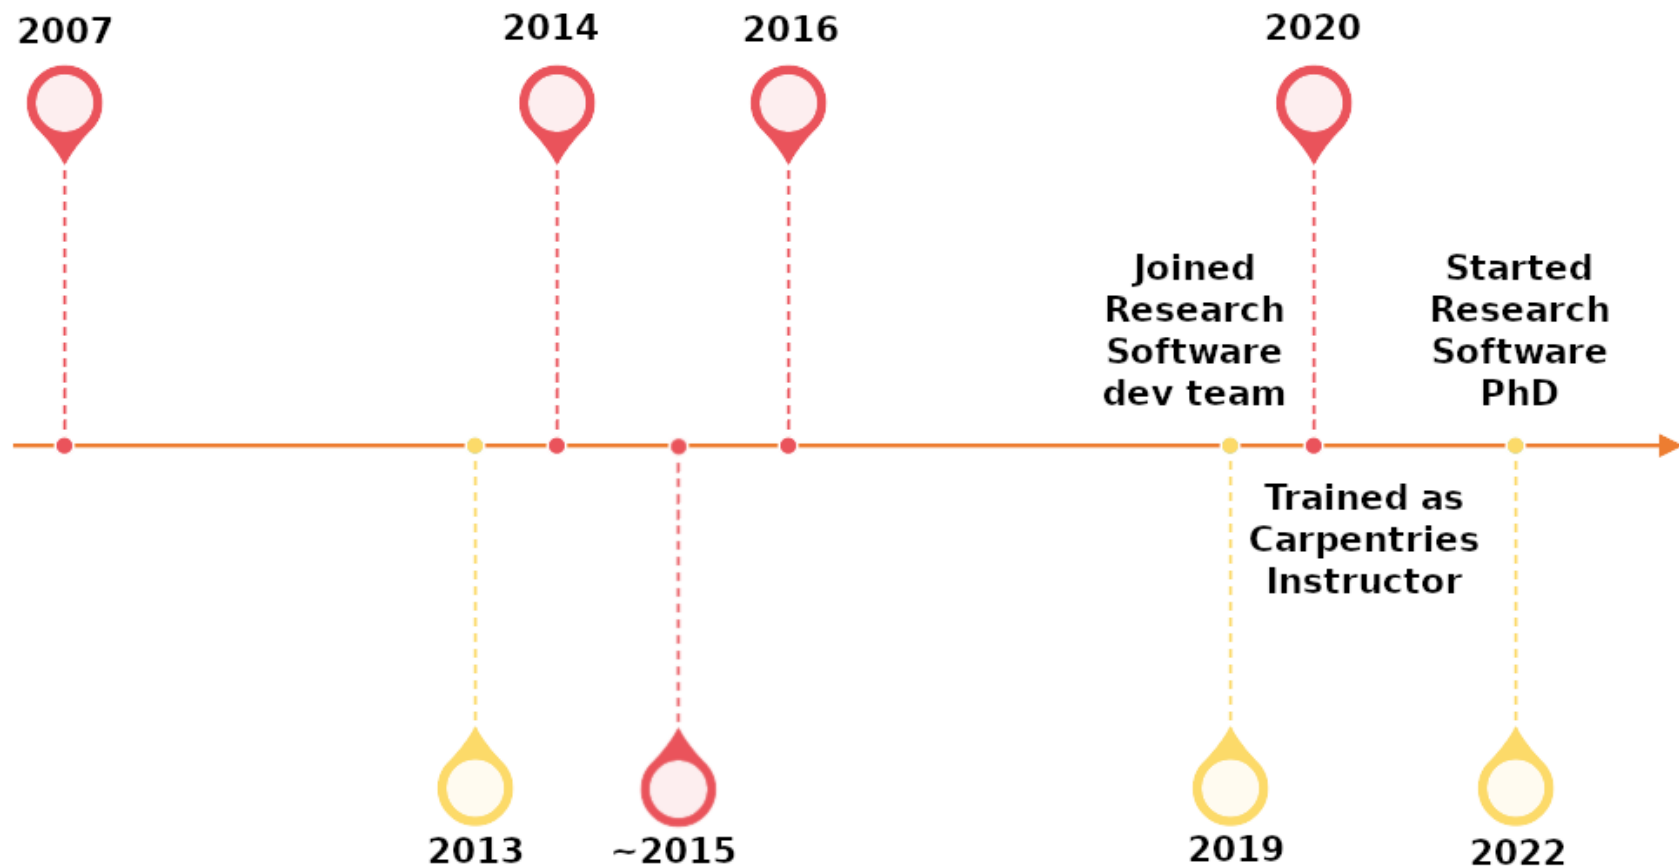 2007
2014
2016
2020
Joined
Research
Software
dev team
Started
Research
Software
PhD
Trained as
Carpentries
Instructor
2013
~2015
2019
2022